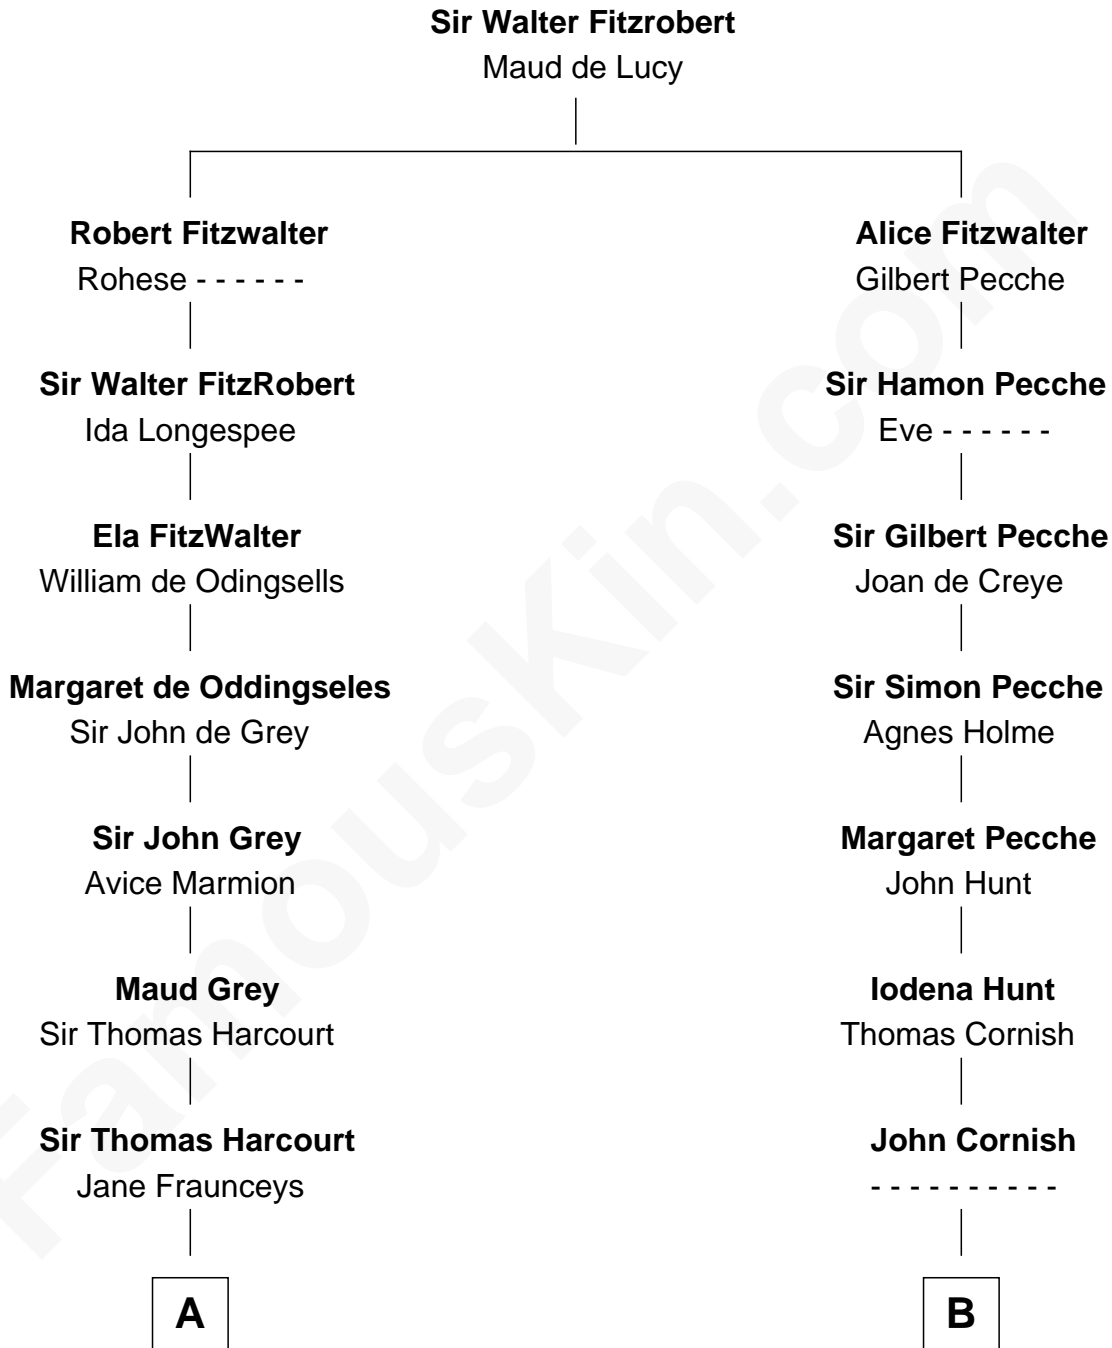 Sir Walter Fitzrobert
Maud de Lucy
Robert Fitzwalter
Rohese - - - - - -
Alice Fitzwalter
Gilbert Pecche
Sir Walter FitzRobert
Ida Longespee
Sir Hamon Pecche
Eve - - - - - -
Ela FitzWalter
William de Odingsells
Sir Gilbert Pecche
Joan de Creye
Margaret de Oddingseles
Sir John de Grey
Sir Simon Pecche
Agnes Holme
Sir John Grey
Avice Marmion
Margaret Pecche
John Hunt
Maud Grey
Sir Thomas Harcourt
Iodena Hunt
Thomas Cornish
Sir Thomas Harcourt
Jane Fraunceys
John Cornish
- - - - - - - - - -
A
B
FamousKin.com